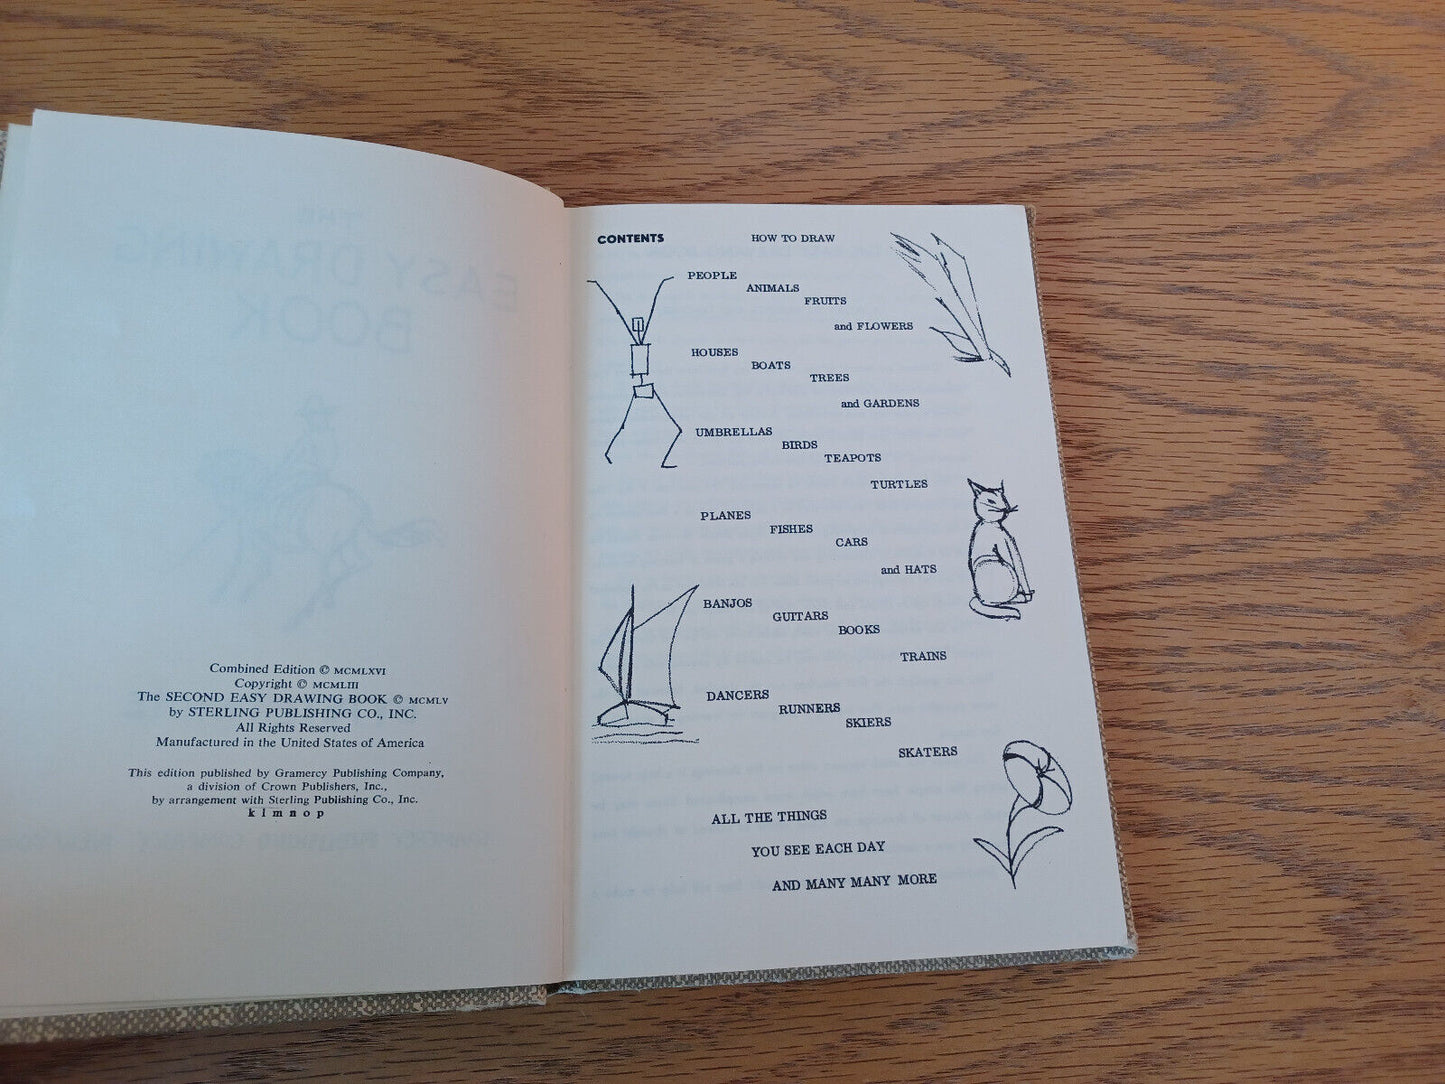 THE
EASY DRAWING
BOOK
Combined Edition © MCMLXVI
Copyright © MCMLIII
The SECOND EASY DRAWING BOOK © MCMLV
by STERLING PUBLISHING CO., INC.
All Rights Reserved
Manufactured in the United States of America
This edition published by Gramercy Publishing Company,
a division of Crown Publishers, Inc.,
by arrangement with Sterling Publishing Co., Inc.
k l m n o p
CONTENTS HOW TO DRAW
PEOPLE
ANIMALS
FRUITS
and FLOWERS
HOUSES
BOATS
TREES
and GARDENS
UMBRELLAS
BIRDS
TEAPOTS
TURTLES
PLANES
FISHES
CARS
and HATS
BANJOS
GUITARS
BOOKS
TRAINS
DANCERS
RUNNERS
SKIERS
SKATERS
ALL THE THINGS
YOU SEE EACH DAY
AND MANY MANY MORE